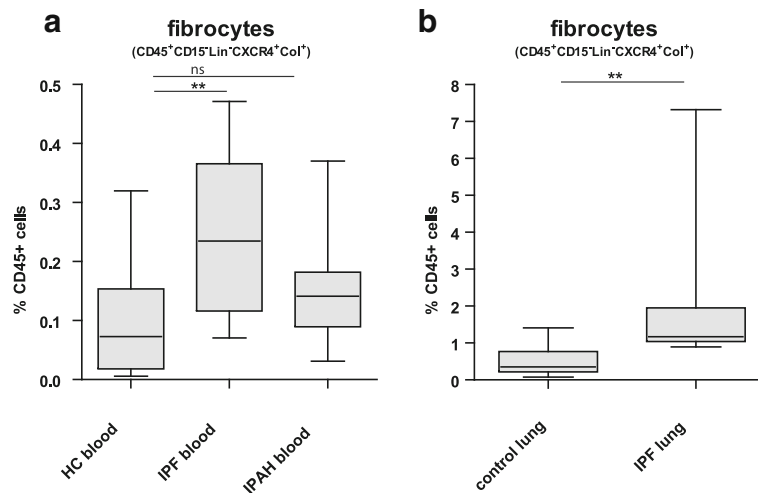 a
fibrocytes
(CD45⁺CD15⁻Lin⁻CXCR4⁺Col⁺)
ns
**
0.5
0.4
0.3
0.2
0.1
0.0
% CD45+ cells
HC blood
IPF blood
IPAH blood
b
fibrocytes
(CD45⁺CD15⁻Lin⁻CXCR4⁺Col⁺)
**
8
7
6
5
4
3
2
1
0
% CD45+ cells
control lung
IPF lung